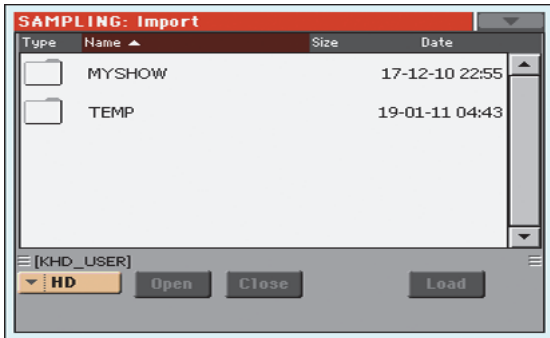 SAMPLING: Import
Type Name Size Date
MYSHOW 17-12-10 22:55
TEMP 19-01-11 04:43
[KHD_USER]
HD Open Close Load